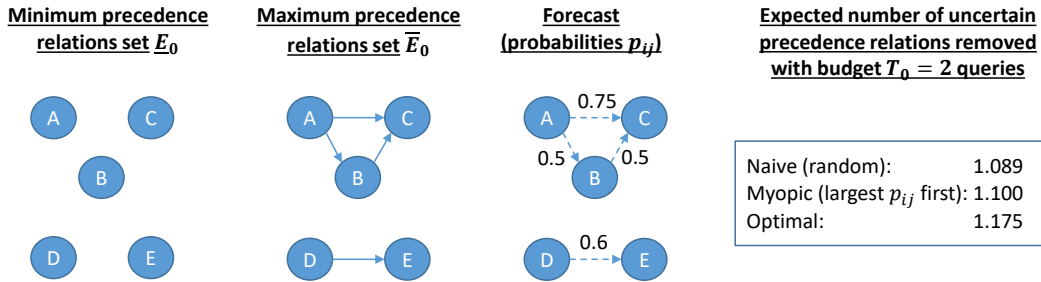 Minimum precedence
relations set E̲₀
Maximum precedence
relations set E̅₀
Forecast
(probabilities pᵢⱼ)
Expected number of uncertain
precedence relations removed
with budget T₀ = 2 queries
A
C
B
D
E
A
C
B
D
E
0.75
A
C
0.5
0.5
B
0.6
D
E
Naive (random): 1.089
Myopic (largest pᵢⱼ first): 1.100
Optimal: 1.175